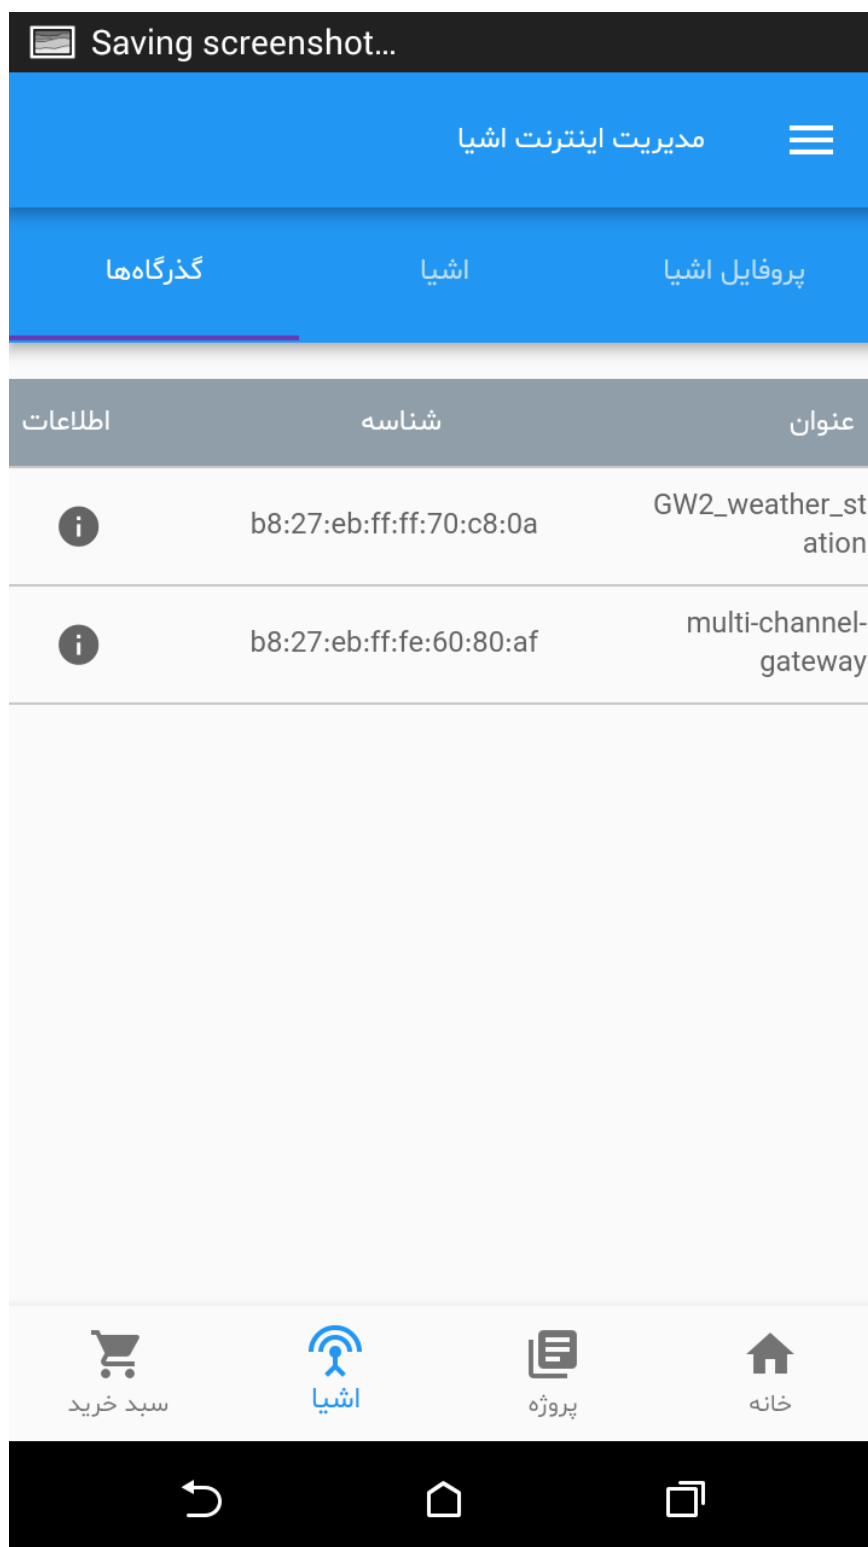 Saving screenshot...
مدیریت اینترنت اشیا
پروفایل اشیا
اشیا
گذرگاه‌ها
عنوان
شناسه
اطلاعات
GW2_weather_st
ation
b8:27:eb:ff:ff:70:c8:0a
multi-channel-
gateway
b8:27:eb:ff:fe:60:80:af
خانه
پروژه
اشیا
سبد خرید